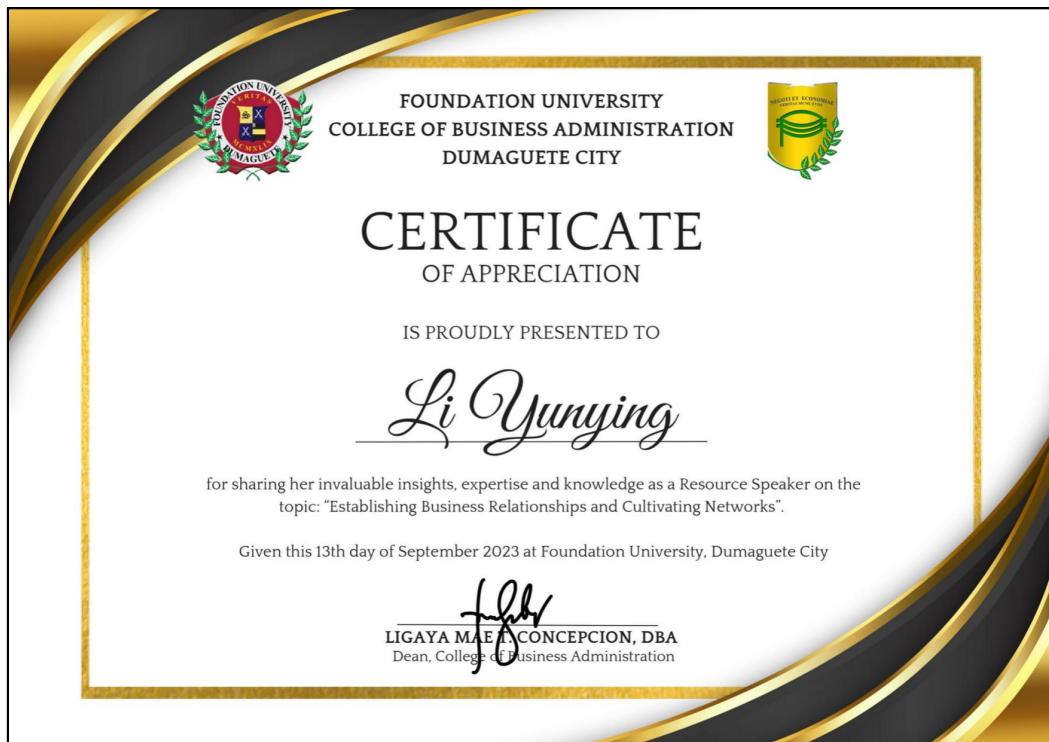 FOUNDATION UNIVERSITY
VERITAS
MCMXLIX
DUMAGUETE
FOUNDATION UNIVERSITY
COLLEGE OF BUSINESS ADMINISTRATION
DUMAGUETE CITY
NEGOTI ET ECONOMIAE
CERTIFICATE
OF APPRECIATION
IS PROUDLY PRESENTED TO
Li Yunying
for sharing her invaluable insights, expertise and knowledge as a Resource Speaker on the
topic: “Establishing Business Relationships and Cultivating Networks”.
Given this 13th day of September 2023 at Foundation University, Dumaguete City
LIGAYA MAE T. CONCEPCION, DBA
Dean, College of Business Administration